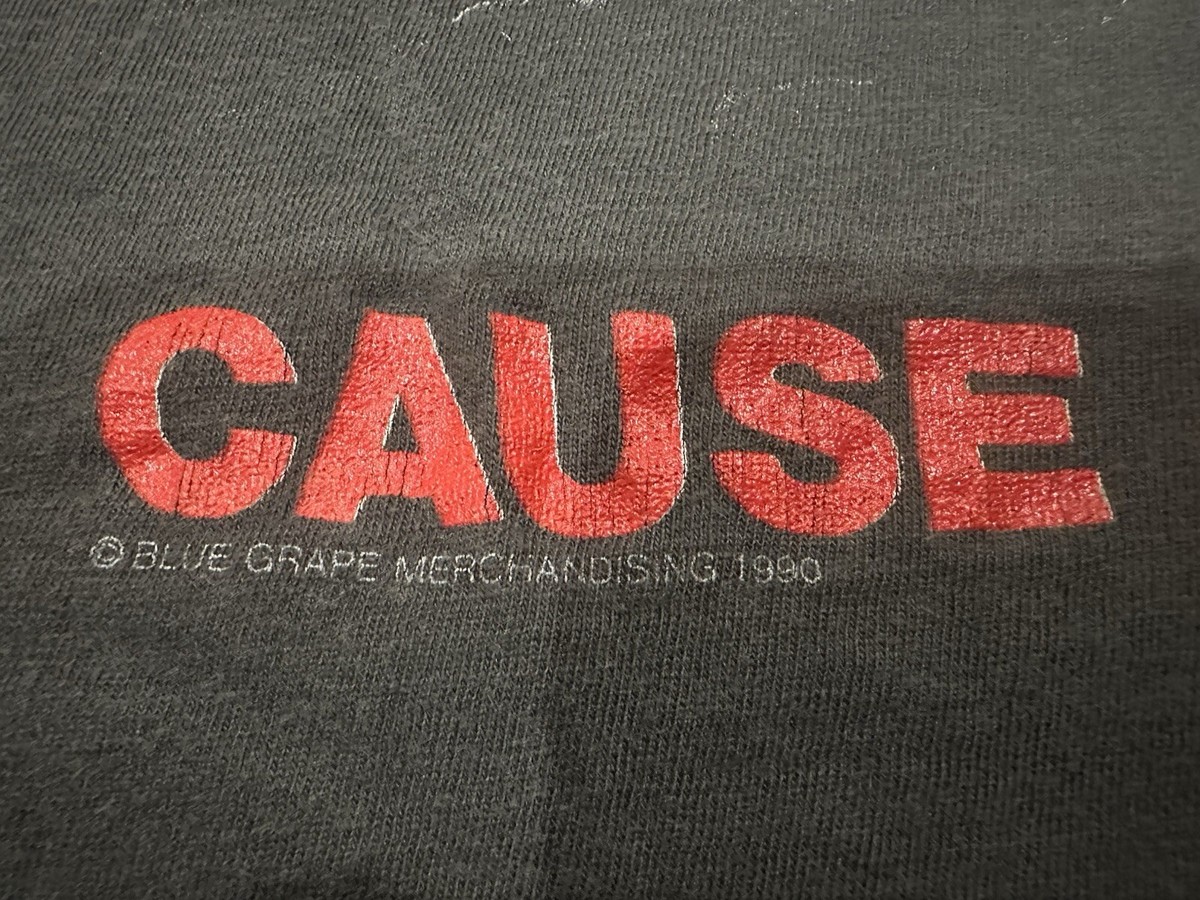 CAUSE
© BLUE GRAPE MERCHANDISING 1990